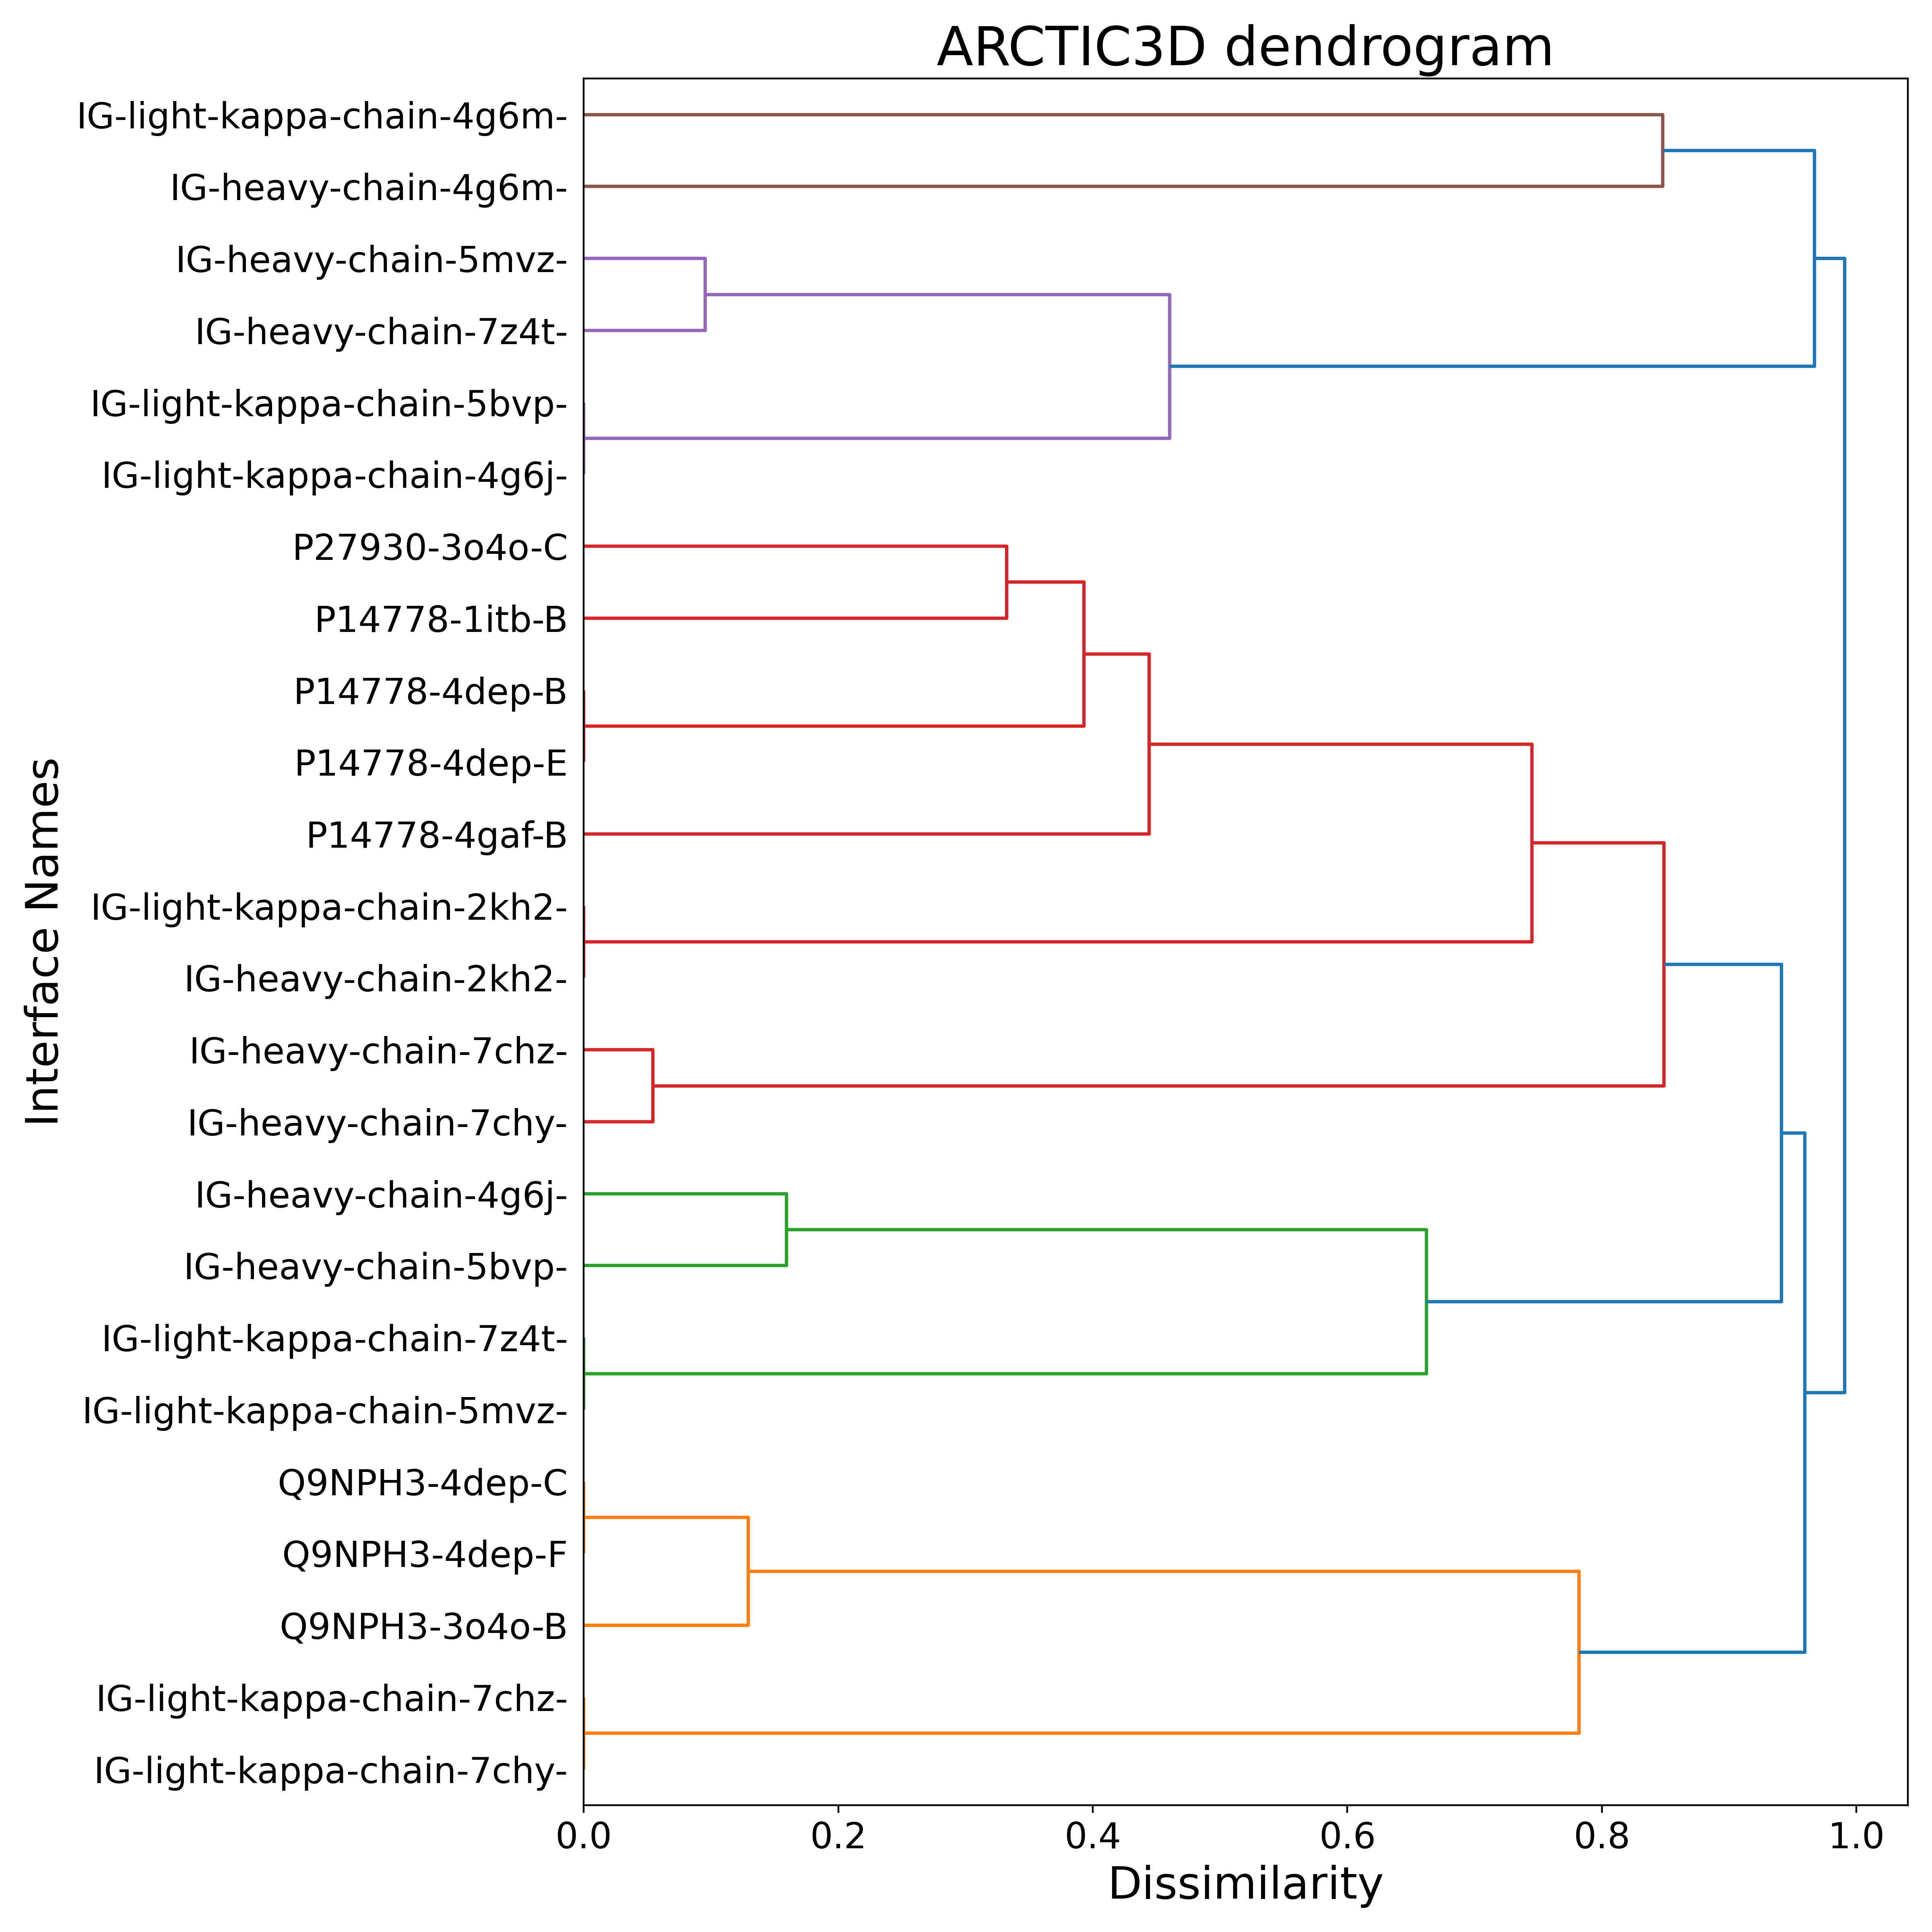 ARCTIC3D dendrogram
IG-light-kappa-chain-4g6m-
IG-heavy-chain-4g6m-
IG-heavy-chain-5mvz-
IG-heavy-chain-7z4t-
IG-light-kappa-chain-5bvp-
IG-light-kappa-chain-4g6j-
P27930-3o4o-C
P14778-1itb-B
P14778-4dep-B
P14778-4dep-E
P14778-4gaf-B
IG-light-kappa-chain-2kh2-
IG-heavy-chain-2kh2-
IG-heavy-chain-7chz-
IG-heavy-chain-7chy-
IG-heavy-chain-4g6j-
IG-heavy-chain-5bvp-
IG-light-kappa-chain-7z4t-
IG-light-kappa-chain-5mvz-
Q9NPH3-4dep-C
Q9NPH3-4dep-F
Q9NPH3-3o4o-B
IG-light-kappa-chain-7chz-
IG-light-kappa-chain-7chy-
Interface Names
0.0 0.2 0.4 0.6 0.8 1.0
Dissimilarity